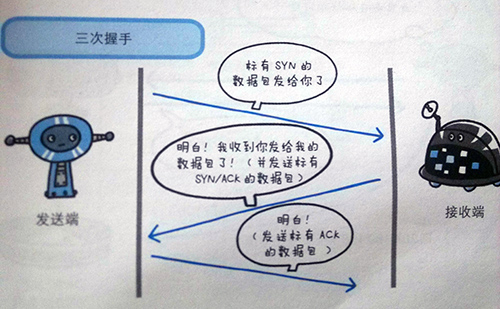 三次握手
标有 SYN 的
数据包发给你了
明白！我收到你发给我的
数据包了！（并发送标有
SYN/ACK 的数据包）
明白！
（发送标有 ACK
的数据包）
发送端
接收端